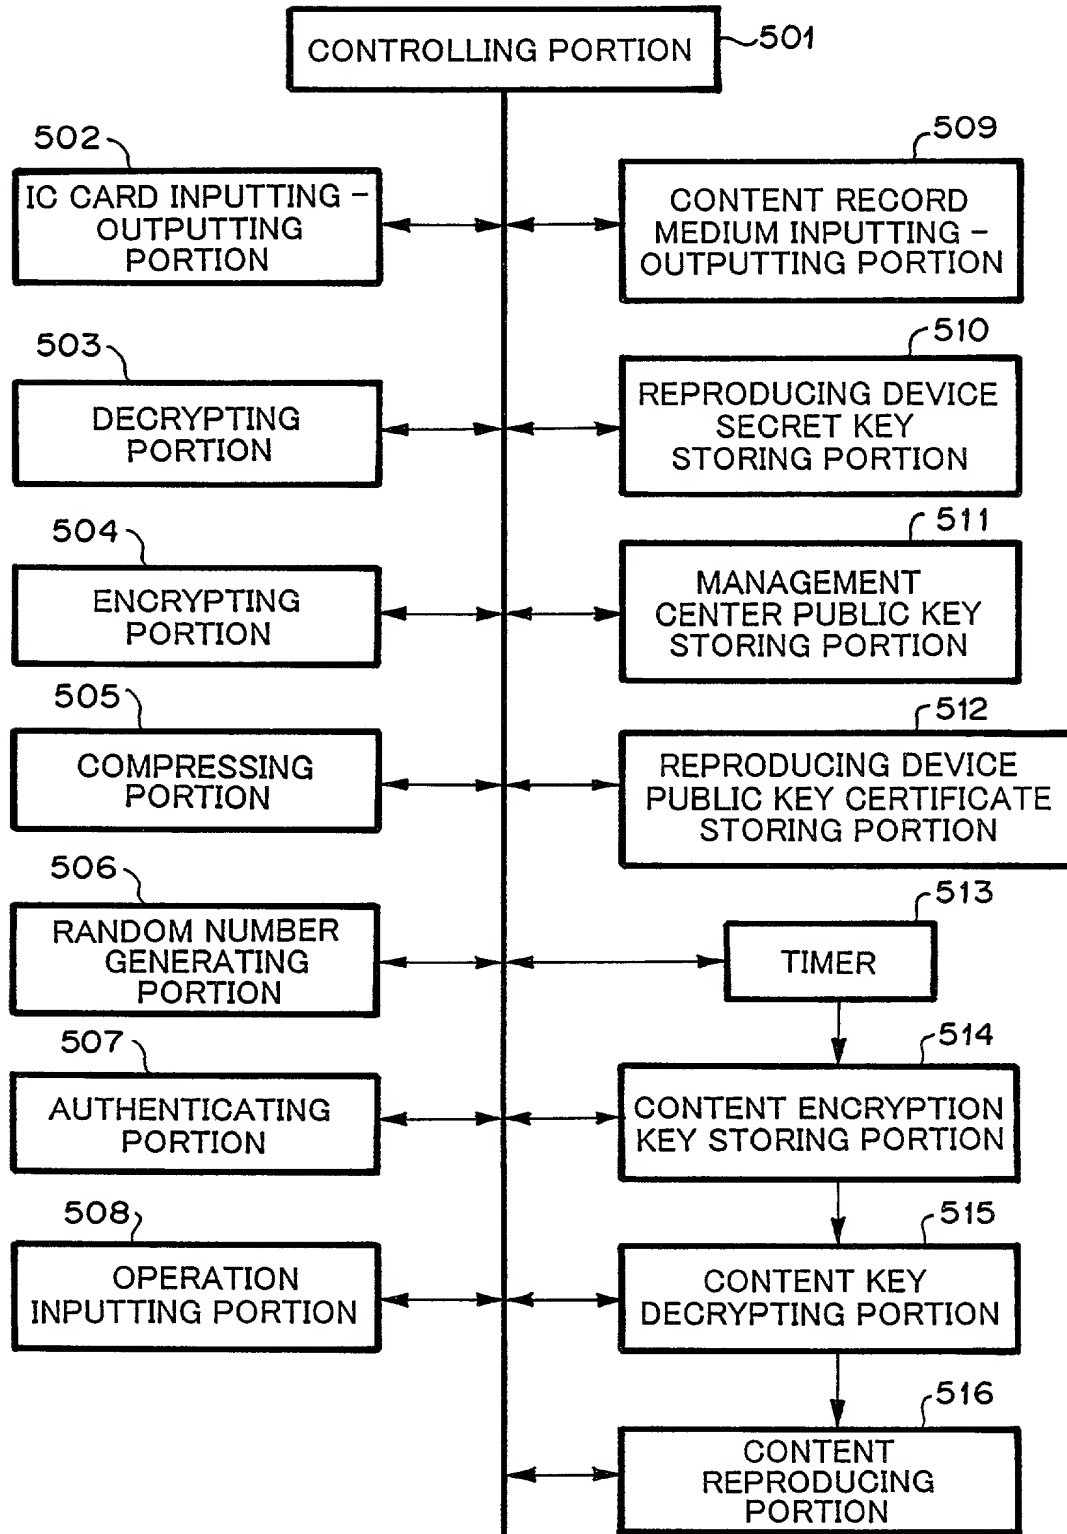 CONTROLLING PORTION
501
502
IC CARD INPUTTING –
OUTPUTTING
PORTION
503
DECRYPTING
PORTION
504
ENCRYPTING
PORTION
505
COMPRESSING
PORTION
506
RANDOM NUMBER
GENERATING
PORTION
507
AUTHENTICATING
PORTION
508
OPERATION
INPUTTING PORTION
509
CONTENT RECORD
MEDIUM INPUTTING –
OUTPUTTING PORTION
510
REPRODUCING DEVICE
SECRET KEY
STORING PORTION
511
MANAGEMENT
CENTER PUBLIC KEY
STORING PORTION
512
REPRODUCING DEVICE
PUBLIC KEY CERTIFICATE
STORING PORTION
513
TIMER
514
CONTENT ENCRYPTION
KEY STORING PORTION
515
CONTENT KEY
DECRYPTING PORTION
516
CONTENT
REPRODUCING
PORTION